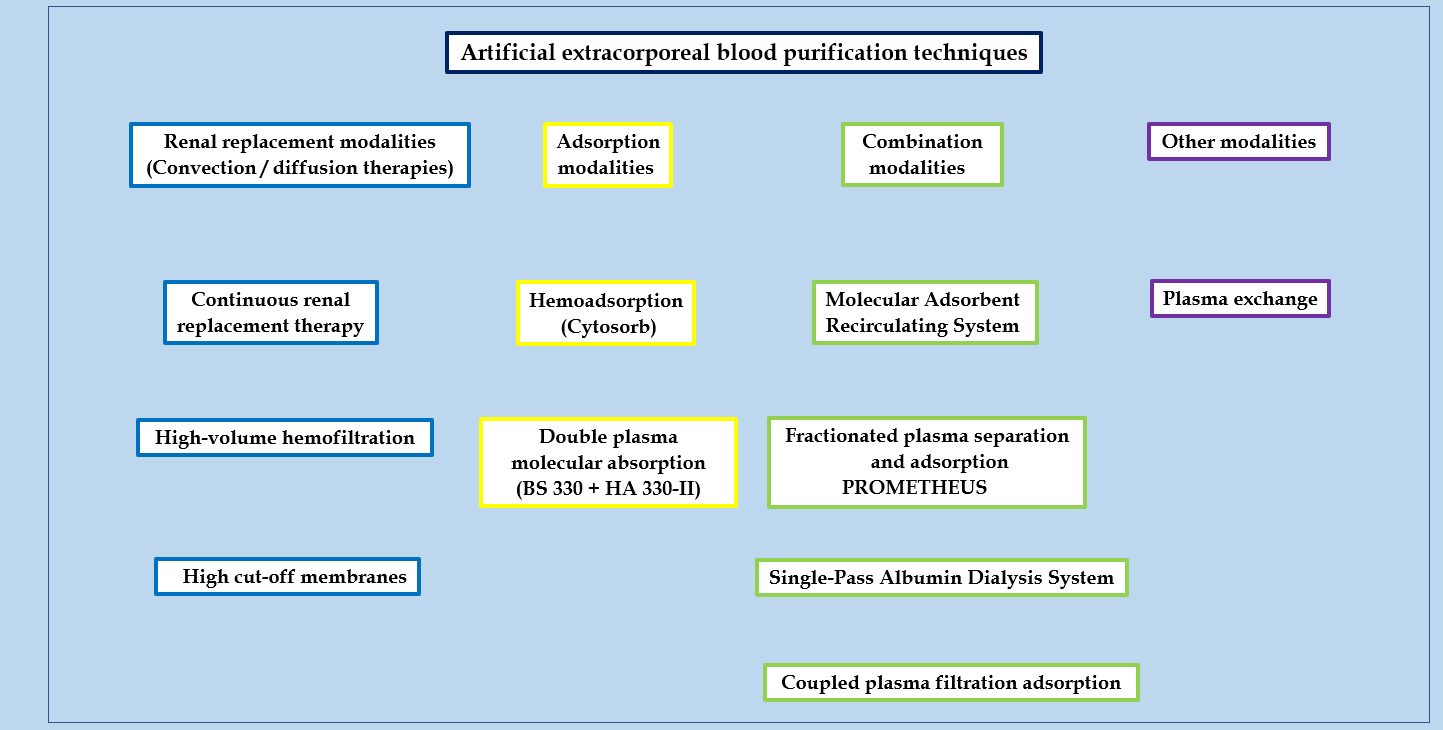 Artificial extracorporeal blood purification techniques
Renal replacement modalities
(Convection / diffusion therapies)
Adsorption
modalities
Combination
modalities
Other modalities
Continuous renal
replacement therapy
Hemoadsorption
(Cytosorb)
Molecular Adsorbent
Recirculating System
Plasma exchange
High-volume hemofiltration
Double plasma
molecular absorption
(BS 330 + HA 330-II)
Fractionated plasma separation
and adsorption
PROMETHEUS
High cut-off membranes
Single-Pass Albumin Dialysis System
Coupled plasma filtration adsorption